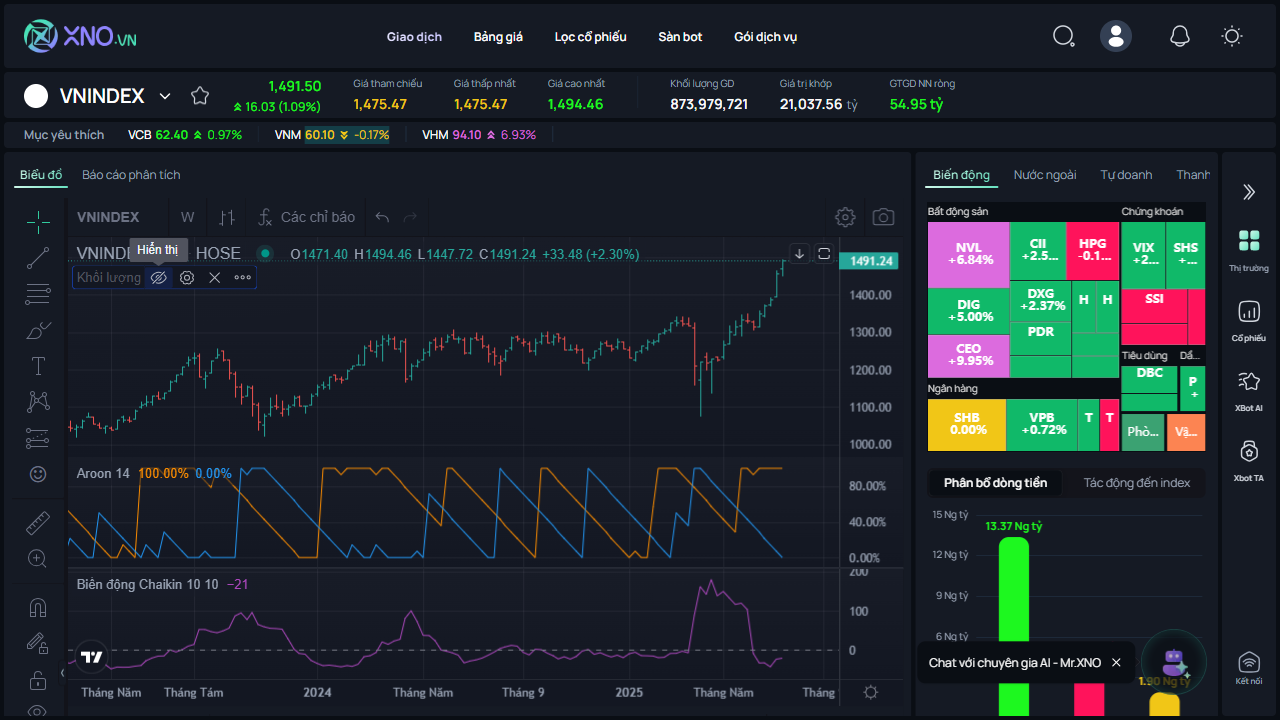 XNO.VN
Giao dịch
Bảng giá
Lọc cổ phiếu
Sàn bot
Gói dịch vụ
VNINDEX
1,491.50
16.03 (1.09%)
Giá tham chiếu
1,475.47
Giá thấp nhất
1,475.47
Giá cao nhất
1,494.46
Khối lượng GD
873,979,721
Giá trị khớp
21,037.56 tỷ
GTGD NN ròng
54.95 tỷ
Mục yêu thích
VCB 62.40 0.97%
VNM 60.10 -0.17%
VHM 94.10 6.93%
Biểu đồ
Báo cáo phân tích
VNINDEX
W
Các chỉ báo
VNINDE
HOSE
O1471.40 H1494.46 L1447.72 C1491.24 +33.48 (+2.30%)
Hiển thị
Khối lượng
1491.24
1400.00
1300.00
1200.00
1100.00
1000.00
Aroon 14 100.00% 0.00%
80.00%
40.00%
0.00%
Biên động Chaikin 10 10 −21
200
100
0
Tháng Năm
Tháng Tám
2024
Tháng Năm
Tháng 9
2025
Tháng Năm
Tháng
Biến động
Nước ngoài
Tự doanh
Thanh
Bất động sản
NVL
+6.84%
DIG
+5.00%
CEO
+9.95%
CII
+2.5...
HPG
-0.1...
DXG
+2.37%
H
H
PDR
Chứng khoán
VIX
+2...
SHS
+...
SSI
Tiêu dùng
Dầ...
DBC
P
+
Phò...
Vậ...
Ngân hàng
SHB
0.00%
VPB
+0.72%
T
T
Phân bổ dòng tiền
Tác động đến index
15 Ng tỷ
13.37 Ng tỷ
12 Ng tỷ
9 Ng tỷ
6 Ng tỷ
1.90 Ng tỷ
Chat với chuyên gia AI - Mr.XNO
Thị trường
Cổ phiếu
XBot AI
Xbot TA
Kết nối